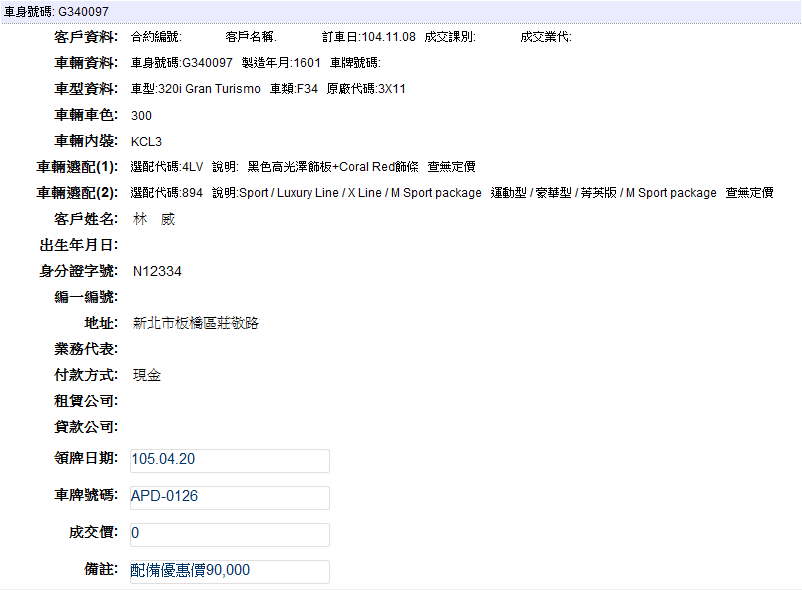 車身號碼: G340097
客戶資料: 合約編號: 客戶名稱. 訂車日:104.11.08 成交課別: 成交業代:
車輛資料: 車身號碼:G340097 製造年月:1601 車牌號碼:
車型資料: 車型:320i Gran Turismo 車類:F34 原廠代碼:3X11
車輛車色: 300
車輛內裝: KCL3
車輛選配(1): 選配代碼:4LV 說明: 黑色高光澤飾板+Coral Red飾條 查無定價
車輛選配(2): 選配代碼:894 說明:Sport / Luxury Line / X Line / M Sport package 運動型 / 豪華型 / 菁英版 / M Sport package 查無定價
客戶姓名: 林 威
出生年月日:
身分證字號: N12334
編一編號:
地址: 新北市板橋區莊敬路
業務代表:
付款方式: 現金
租賃公司:
貸款公司:
領牌日期: 105.04.20
車牌號碼: APD-0126
成交價: 0
備註: 配備優惠價90,000